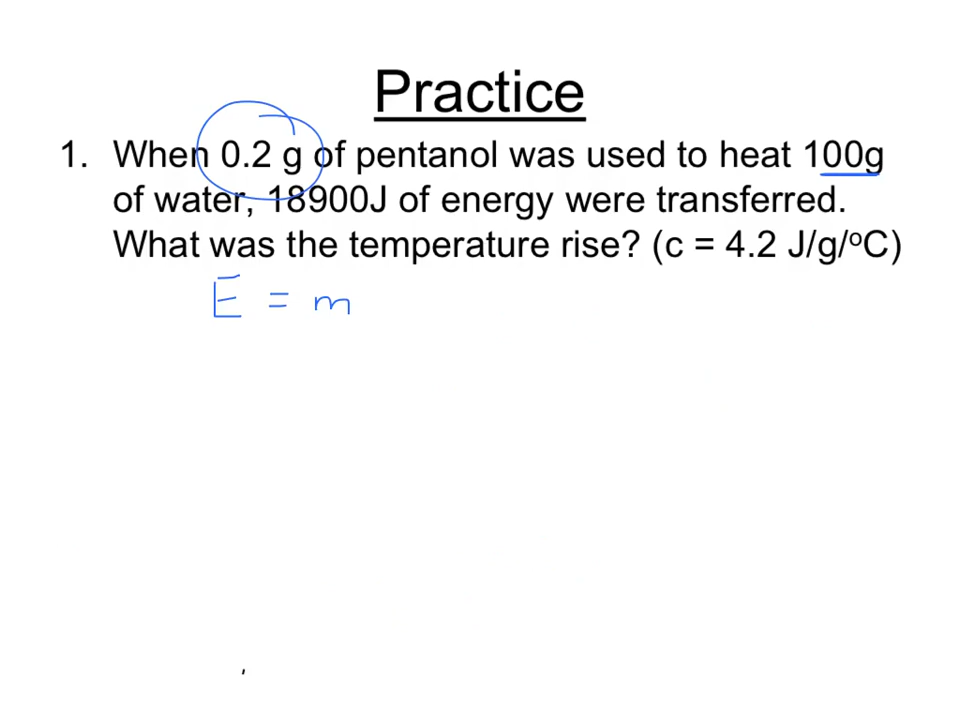 Practice
1. When 0.2 g of pentanol was used to heat 100g
of water, 18900J of energy were transferred.
What was the temperature rise? (c = 4.2 J/g/ºC)
E = m